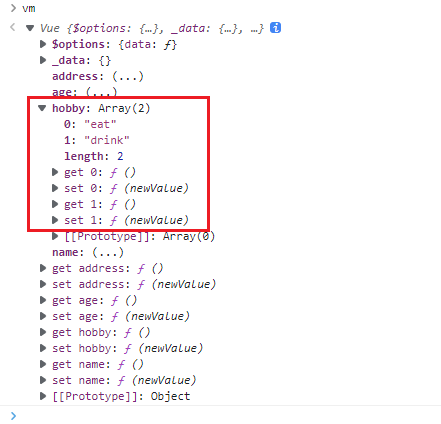 > vm
Vue {$options: {…}, _data: {…}, …} i
$options: {data: ƒ}
_data: {}
address: (...)
age: (...)
hobby: Array(2)
0: "eat"
1: "drink"
length: 2
get 0: ƒ ()
set 0: ƒ (newValue)
get 1: ƒ ()
set 1: ƒ (newValue)
[[Prototype]]: Array(0)
name: (...)
get address: ƒ ()
set address: ƒ (newValue)
get age: ƒ ()
set age: ƒ (newValue)
get hobby: ƒ ()
set hobby: ƒ (newValue)
get name: ƒ ()
set name: ƒ (newValue)
[[Prototype]]: Object
>